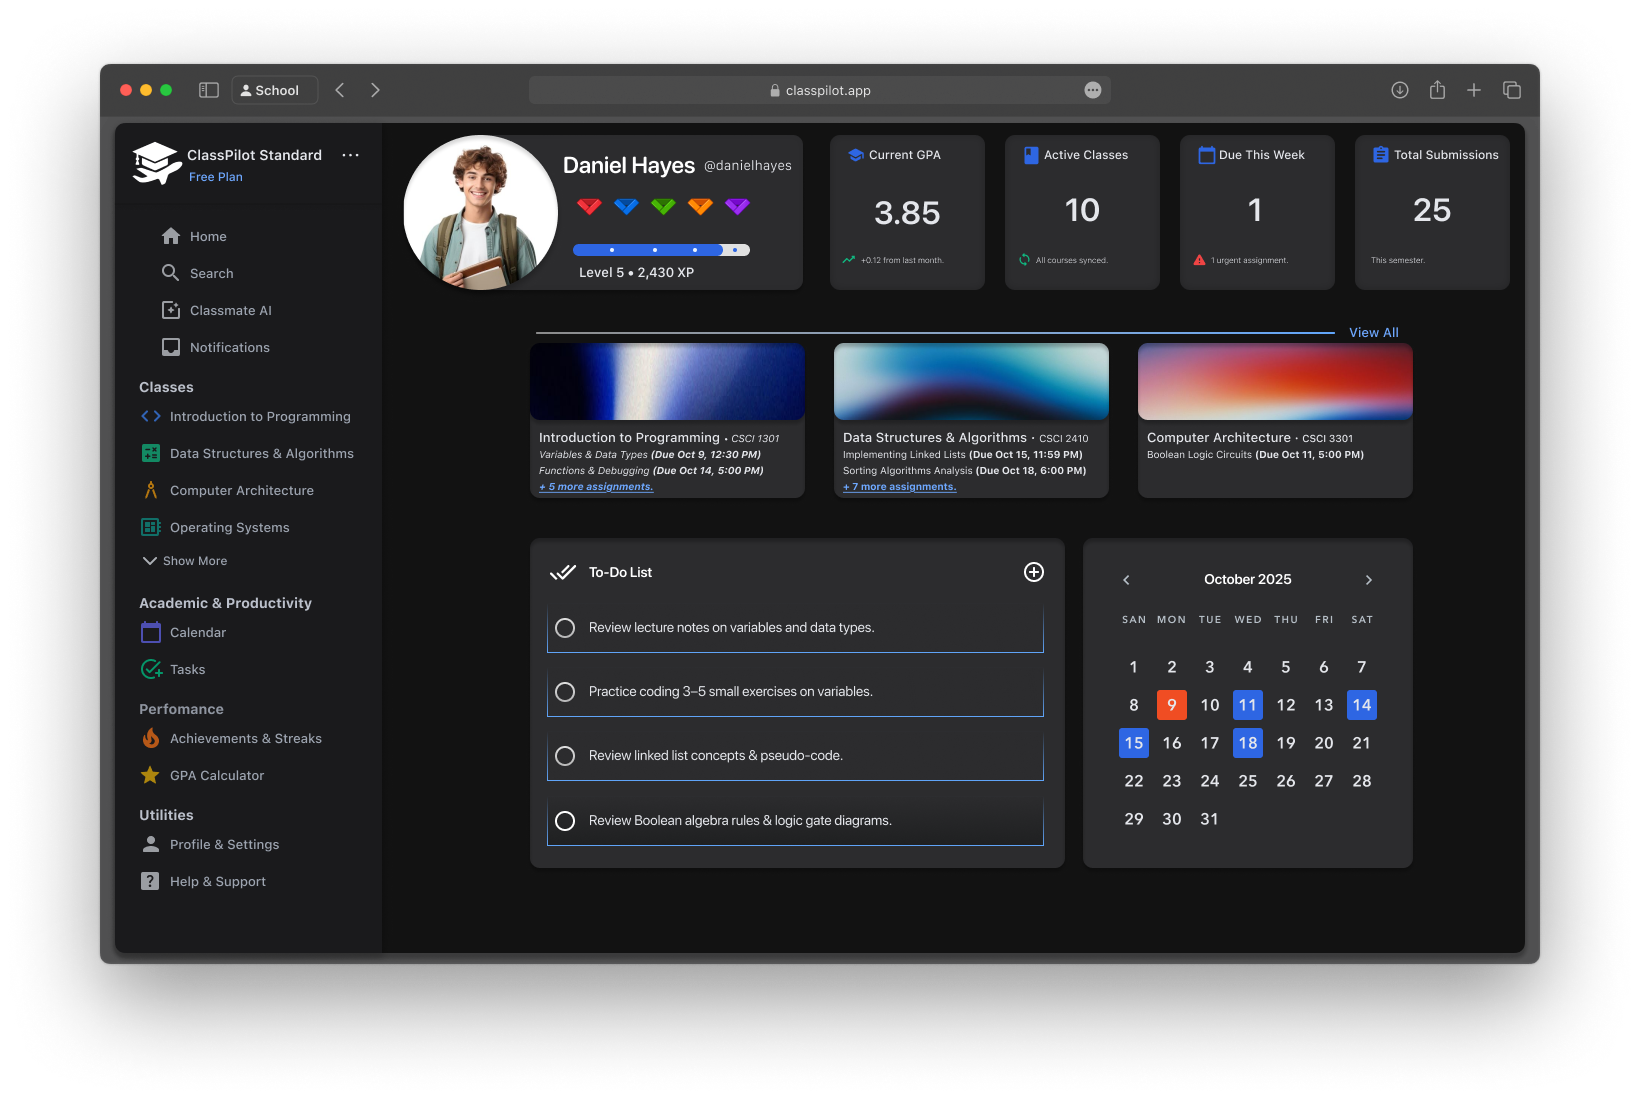 School
classpilot.app
ClassPilot Standard
Free Plan
Home
Search
Classmate AI
Notifications
Classes
Introduction to Programming
Data Structures & Algorithms
Computer Architecture
Operating Systems
Show More
Academic & Productivity
Calendar
Tasks
Perfomance
Achievements & Streaks
GPA Calculator
Utilities
Profile & Settings
Help & Support
Daniel Hayes @danielhayes
Level 5 • 2,430 XP
Current GPA
3.85
+0.12 from last month.
Active Classes
10
All courses synced.
Due This Week
1
1 urgent assignment.
Total Submissions
25
This semester.
View All
Introduction to Programming • CSCI 1301
Variables & Data Types (Due Oct 9, 12:30 PM)
Functions & Debugging (Due Oct 14, 5:00 PM)
+ 5 more assignments.
Data Structures & Algorithms · CSCI 2410
Implementing Linked Lists (Due Oct 15, 11:59 PM)
Sorting Algorithms Analysis (Due Oct 18, 6:00 PM)
+ 7 more assignments.
Computer Architecture · CSCI 3301
Boolean Logic Circuits (Due Oct 11, 5:00 PM)
To-Do List
Review lecture notes on variables and data types.
Practice coding 3–5 small exercises on variables.
Review linked list concepts & pseudo-code.
Review Boolean algebra rules & logic gate diagrams.
October 2025
SAN MON TUE WED THU FRI SAT
1 2 3 4 5 6 7
8 9 10 11 12 13 14
15 16 17 18 19 20 21
22 23 24 25 26 27 28
29 30 31